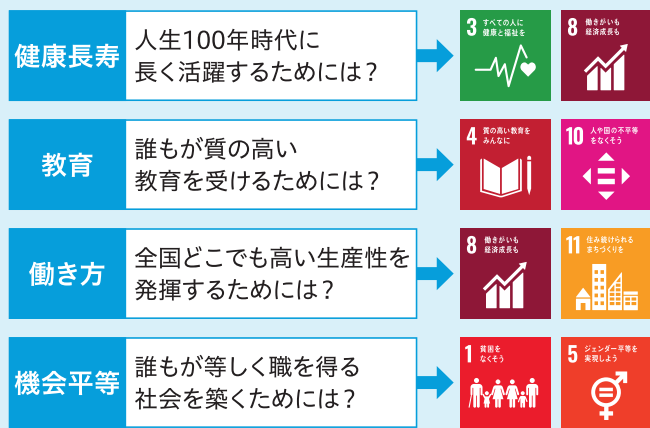 健康長寿
人生100年時代に
長く活躍するためには？
3 すべての人に
健康と福祉を
8 働きがいも
経済成長も
教育
誰もが質の高い
教育を受けるためには？
4 質の高い教育を
みんなに
10 人や国の不平等
をなくそう
働き方
全国どこでも高い生産性を
発揮するためには？
8 働きがいも
経済成長も
11 住み続けられる
まちづくりを
機会平等
誰もが等しく職を得る
社会を築くためには？
1 貧困を
なくそう
5 ジェンダー平等を
実現しよう